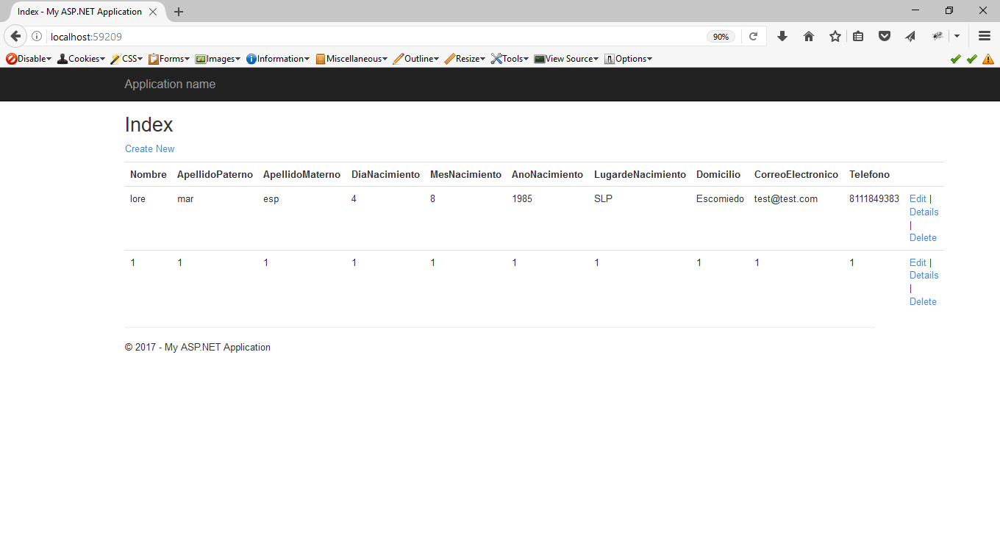 Index - My ASP.NET Application
localhost:59209
90%
Disable Cookies CSS Forms Images Information Miscellaneous Outline Resize Tools View Source Options
Application name
Index
Create New
Nombre ApellidoPaterno ApellidoMaterno DiaNacimiento MesNacimiento AnoNacimiento LugardeNacimiento Domicilio CorreoElectronico Telefono
lore mar esp 4 8 1985 SLP Escomiedo test@test.com 8111849383 Edit |
Details
|
Delete
1 1 1 1 1 1 1 1 1 1 Edit |
Details
|
Delete
© 2017 - My ASP.NET Application